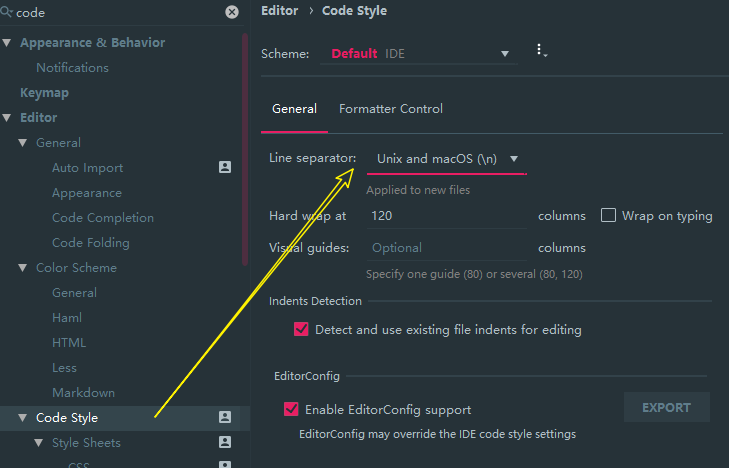 code
Appearance & Behavior
Notifications
Keymap
Editor
General
Auto Import
Appearance
Code Completion
Code Folding
Color Scheme
General
Haml
HTML
Less
Markdown
Code Style
Style Sheets
CSS
Editor › Code Style
Scheme: Default IDE
General Formatter Control
Line separator: Unix and macOS (\n)
Applied to new files
Hard wrap at 120 columns Wrap on typing
Visual guides: Optional columns
Specify one guide (80) or several (80, 120)
Indents Detection
Detect and use existing file indents for editing
EditorConfig
Enable EditorConfig support EXPORT
EditorConfig may override the IDE code style settings